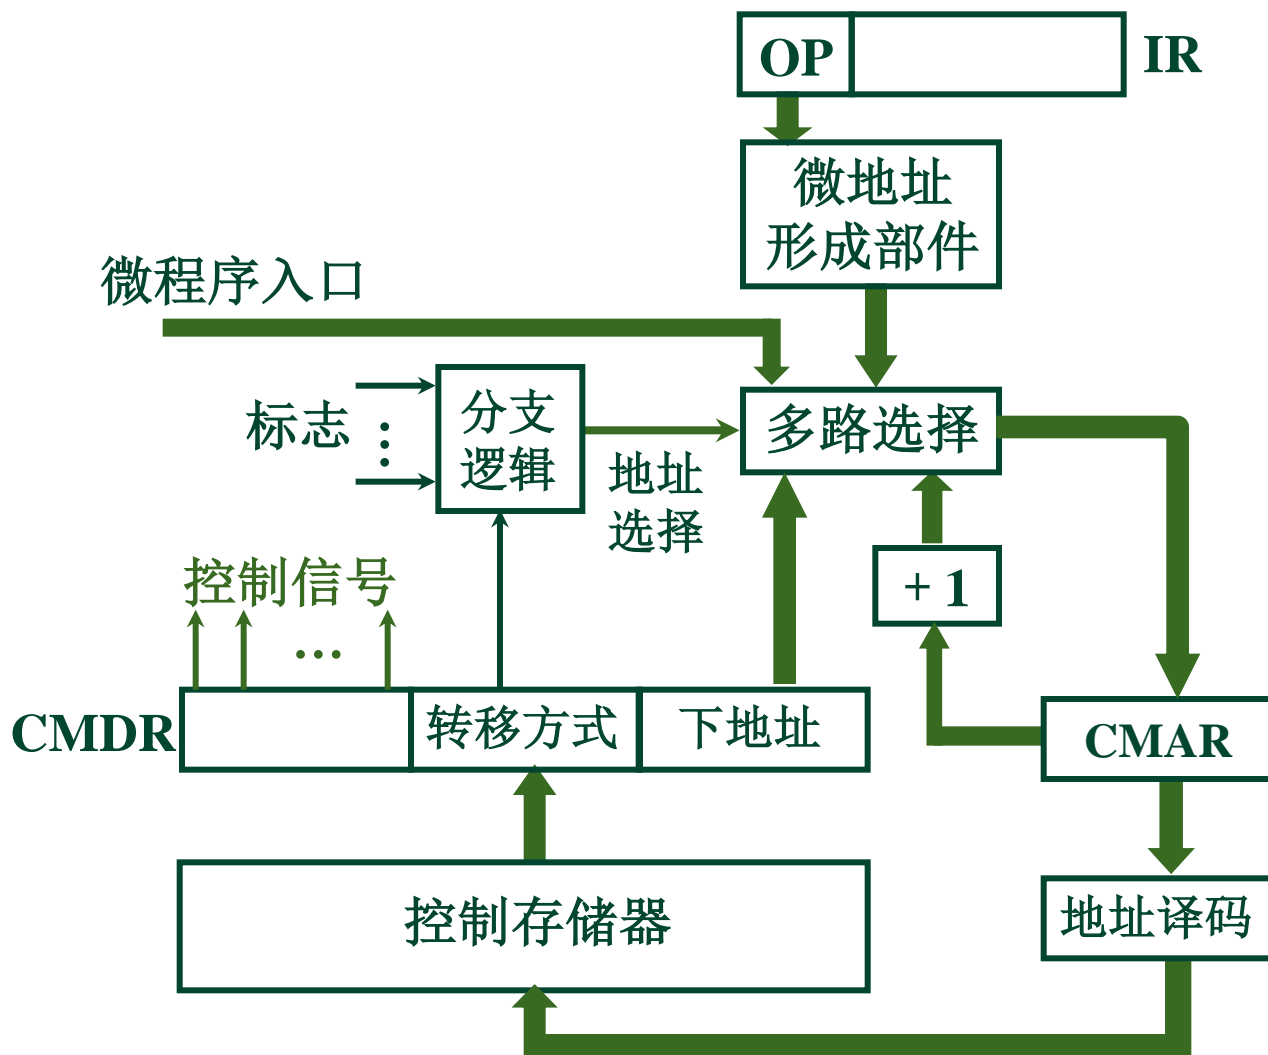 OP
IR
微地址
形成部件
微程序入口
标志
分支
逻辑
地址
选择
多路选择
控制信号
+ 1
CMDR
转移方式
下地址
CMAR
控制存储器
地址译码